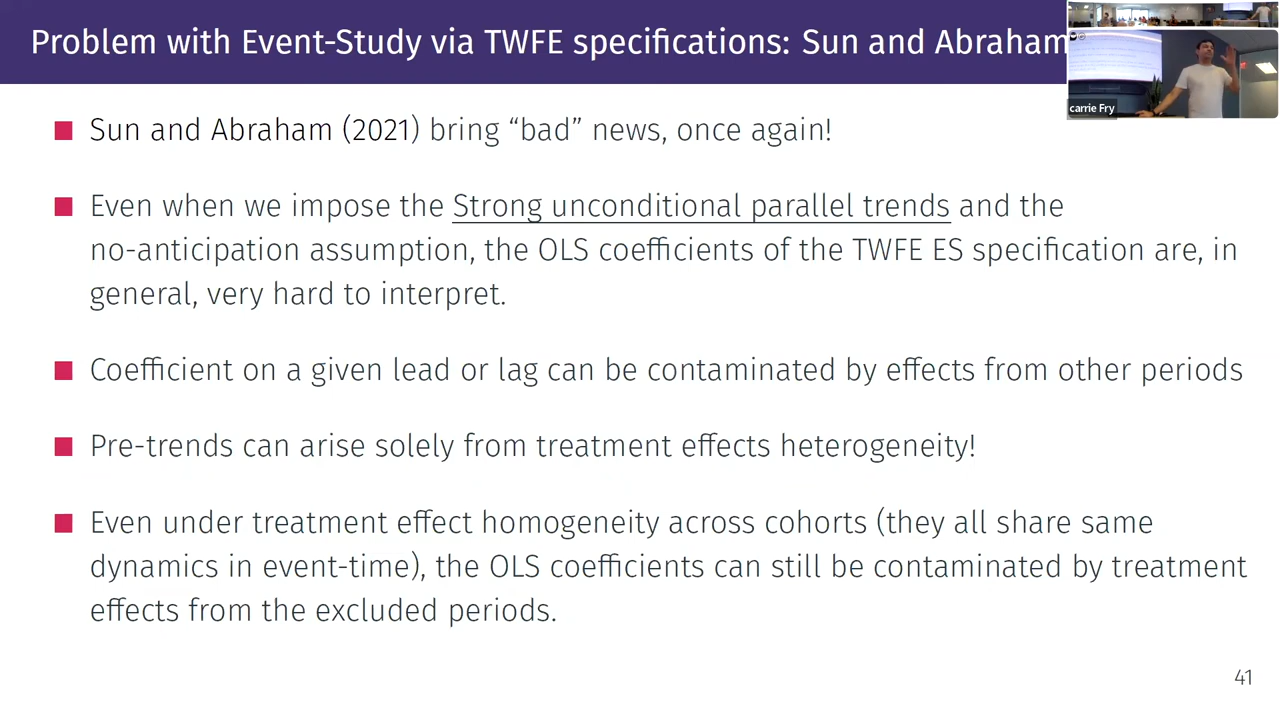 Problem with Event-Study via TWFE specifications: Sun and Abraham
carrie Fry
Sun and Abraham (2021) bring “bad” news, once again!
Even when we impose the Strong unconditional parallel trends and the
no-anticipation assumption, the OLS coefficients of the TWFE ES specification are, in
general, very hard to interpret.
Coefficient on a given lead or lag can be contaminated by effects from other periods
Pre-trends can arise solely from treatment effects heterogeneity!
Even under treatment effect homogeneity across cohorts (they all share same
dynamics in event-time), the OLS coefficients can still be contaminated by treatment
effects from the excluded periods.
41